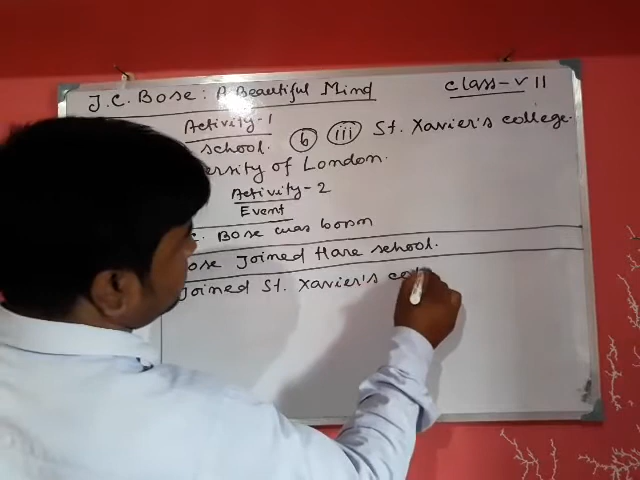 J.C. Bose: A Beautiful Mind class-VII
Activity-1
school. (b) (iii) St. Xavier's college.
ersity of London.
Activity-2
Event
C. Bose was born
ose Joined Hare school.
Joined St. Xavier's